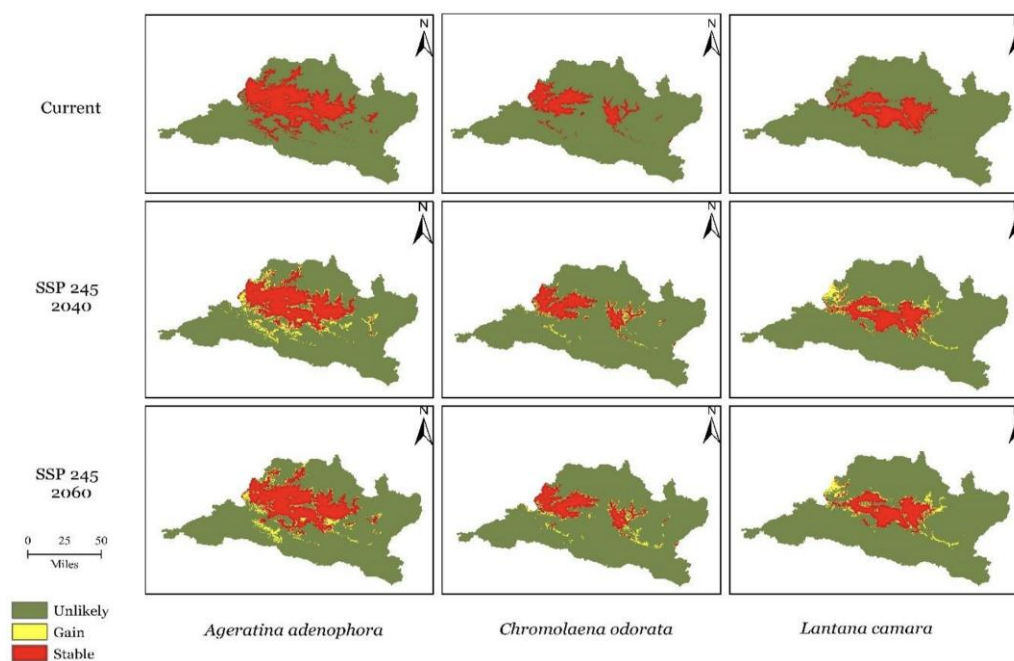 N
N
N
Current
N
N
N
SSP 245
2040
N
N
N
SSP 245
2060
0 25 50
Miles
Unlikely
Gain
Stable
Ageratina adenophora
Chromolaena odorata
Lantana camara